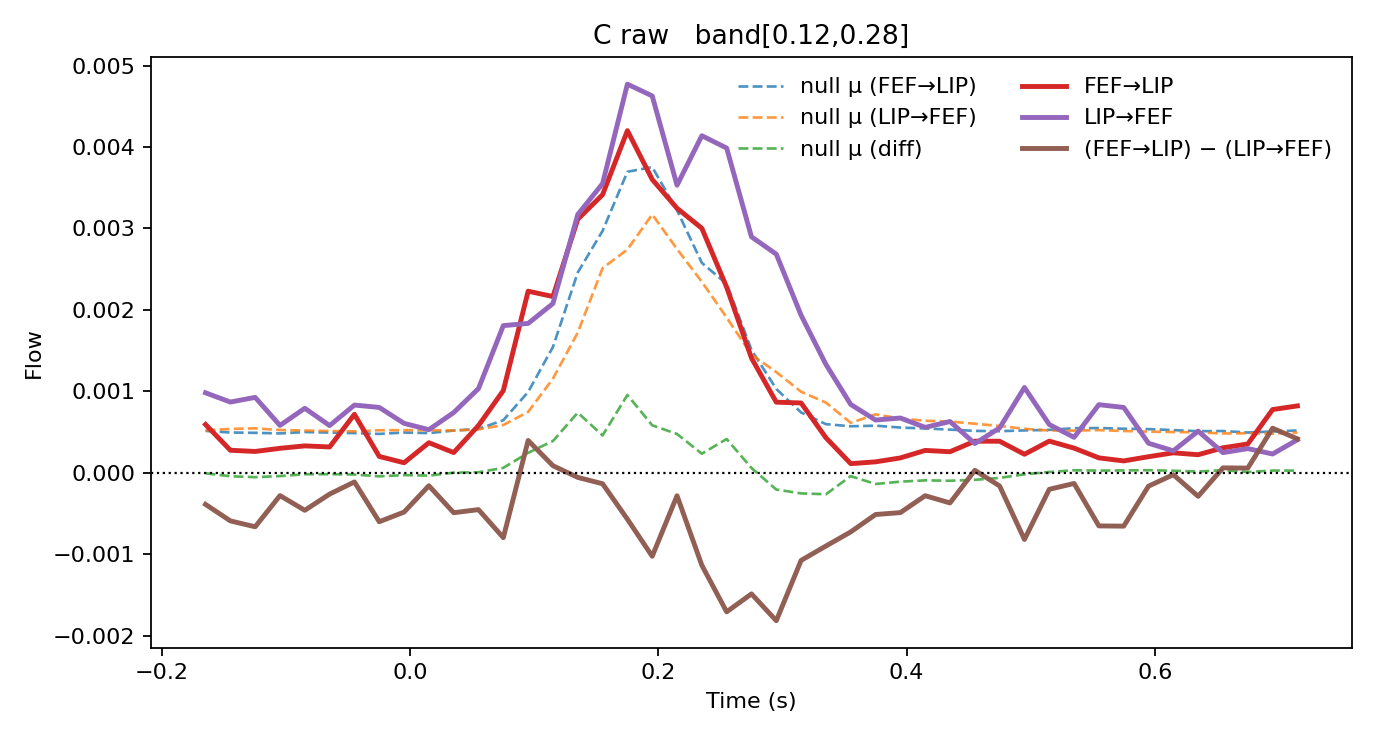 C raw   band[0.12,0.28]
null μ (FEF→LIP)
null μ (LIP→FEF)
null μ (diff)
FEF→LIP
LIP→FEF
(FEF→LIP) − (LIP→FEF)
0.005
0.004
0.003
0.002
0.001
0.000
−0.001
−0.002
Flow
−0.2
0.0
0.2
0.4
0.6
Time (s)